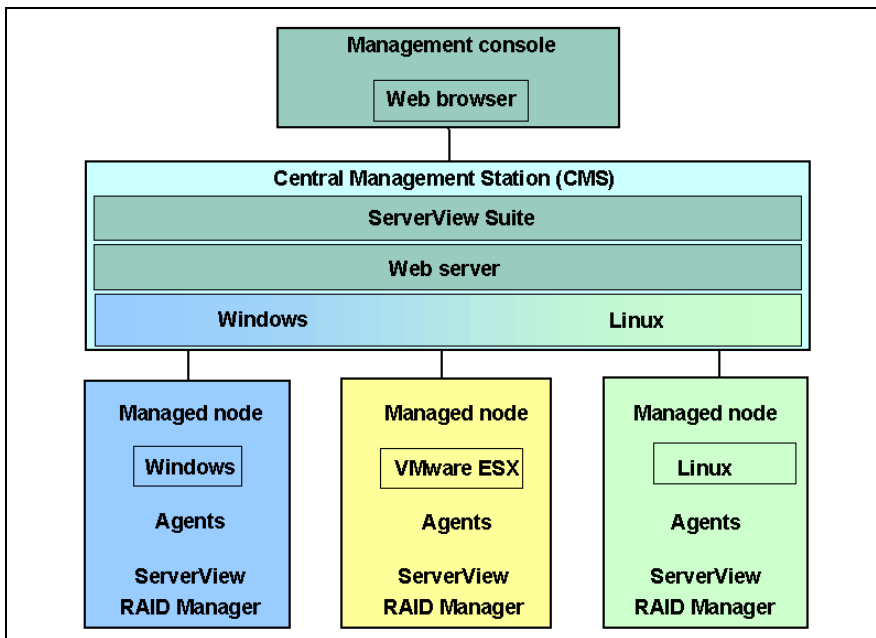 Management console
Web browser
Central Management Station (CMS)
ServerView Suite
Web server
Windows
Linux
Managed node
Windows
Agents
ServerView
RAID Manager
Managed node
VMware ESX
Agents
ServerView
RAID Manager
Managed node
Linux
Agents
ServerView
RAID Manager